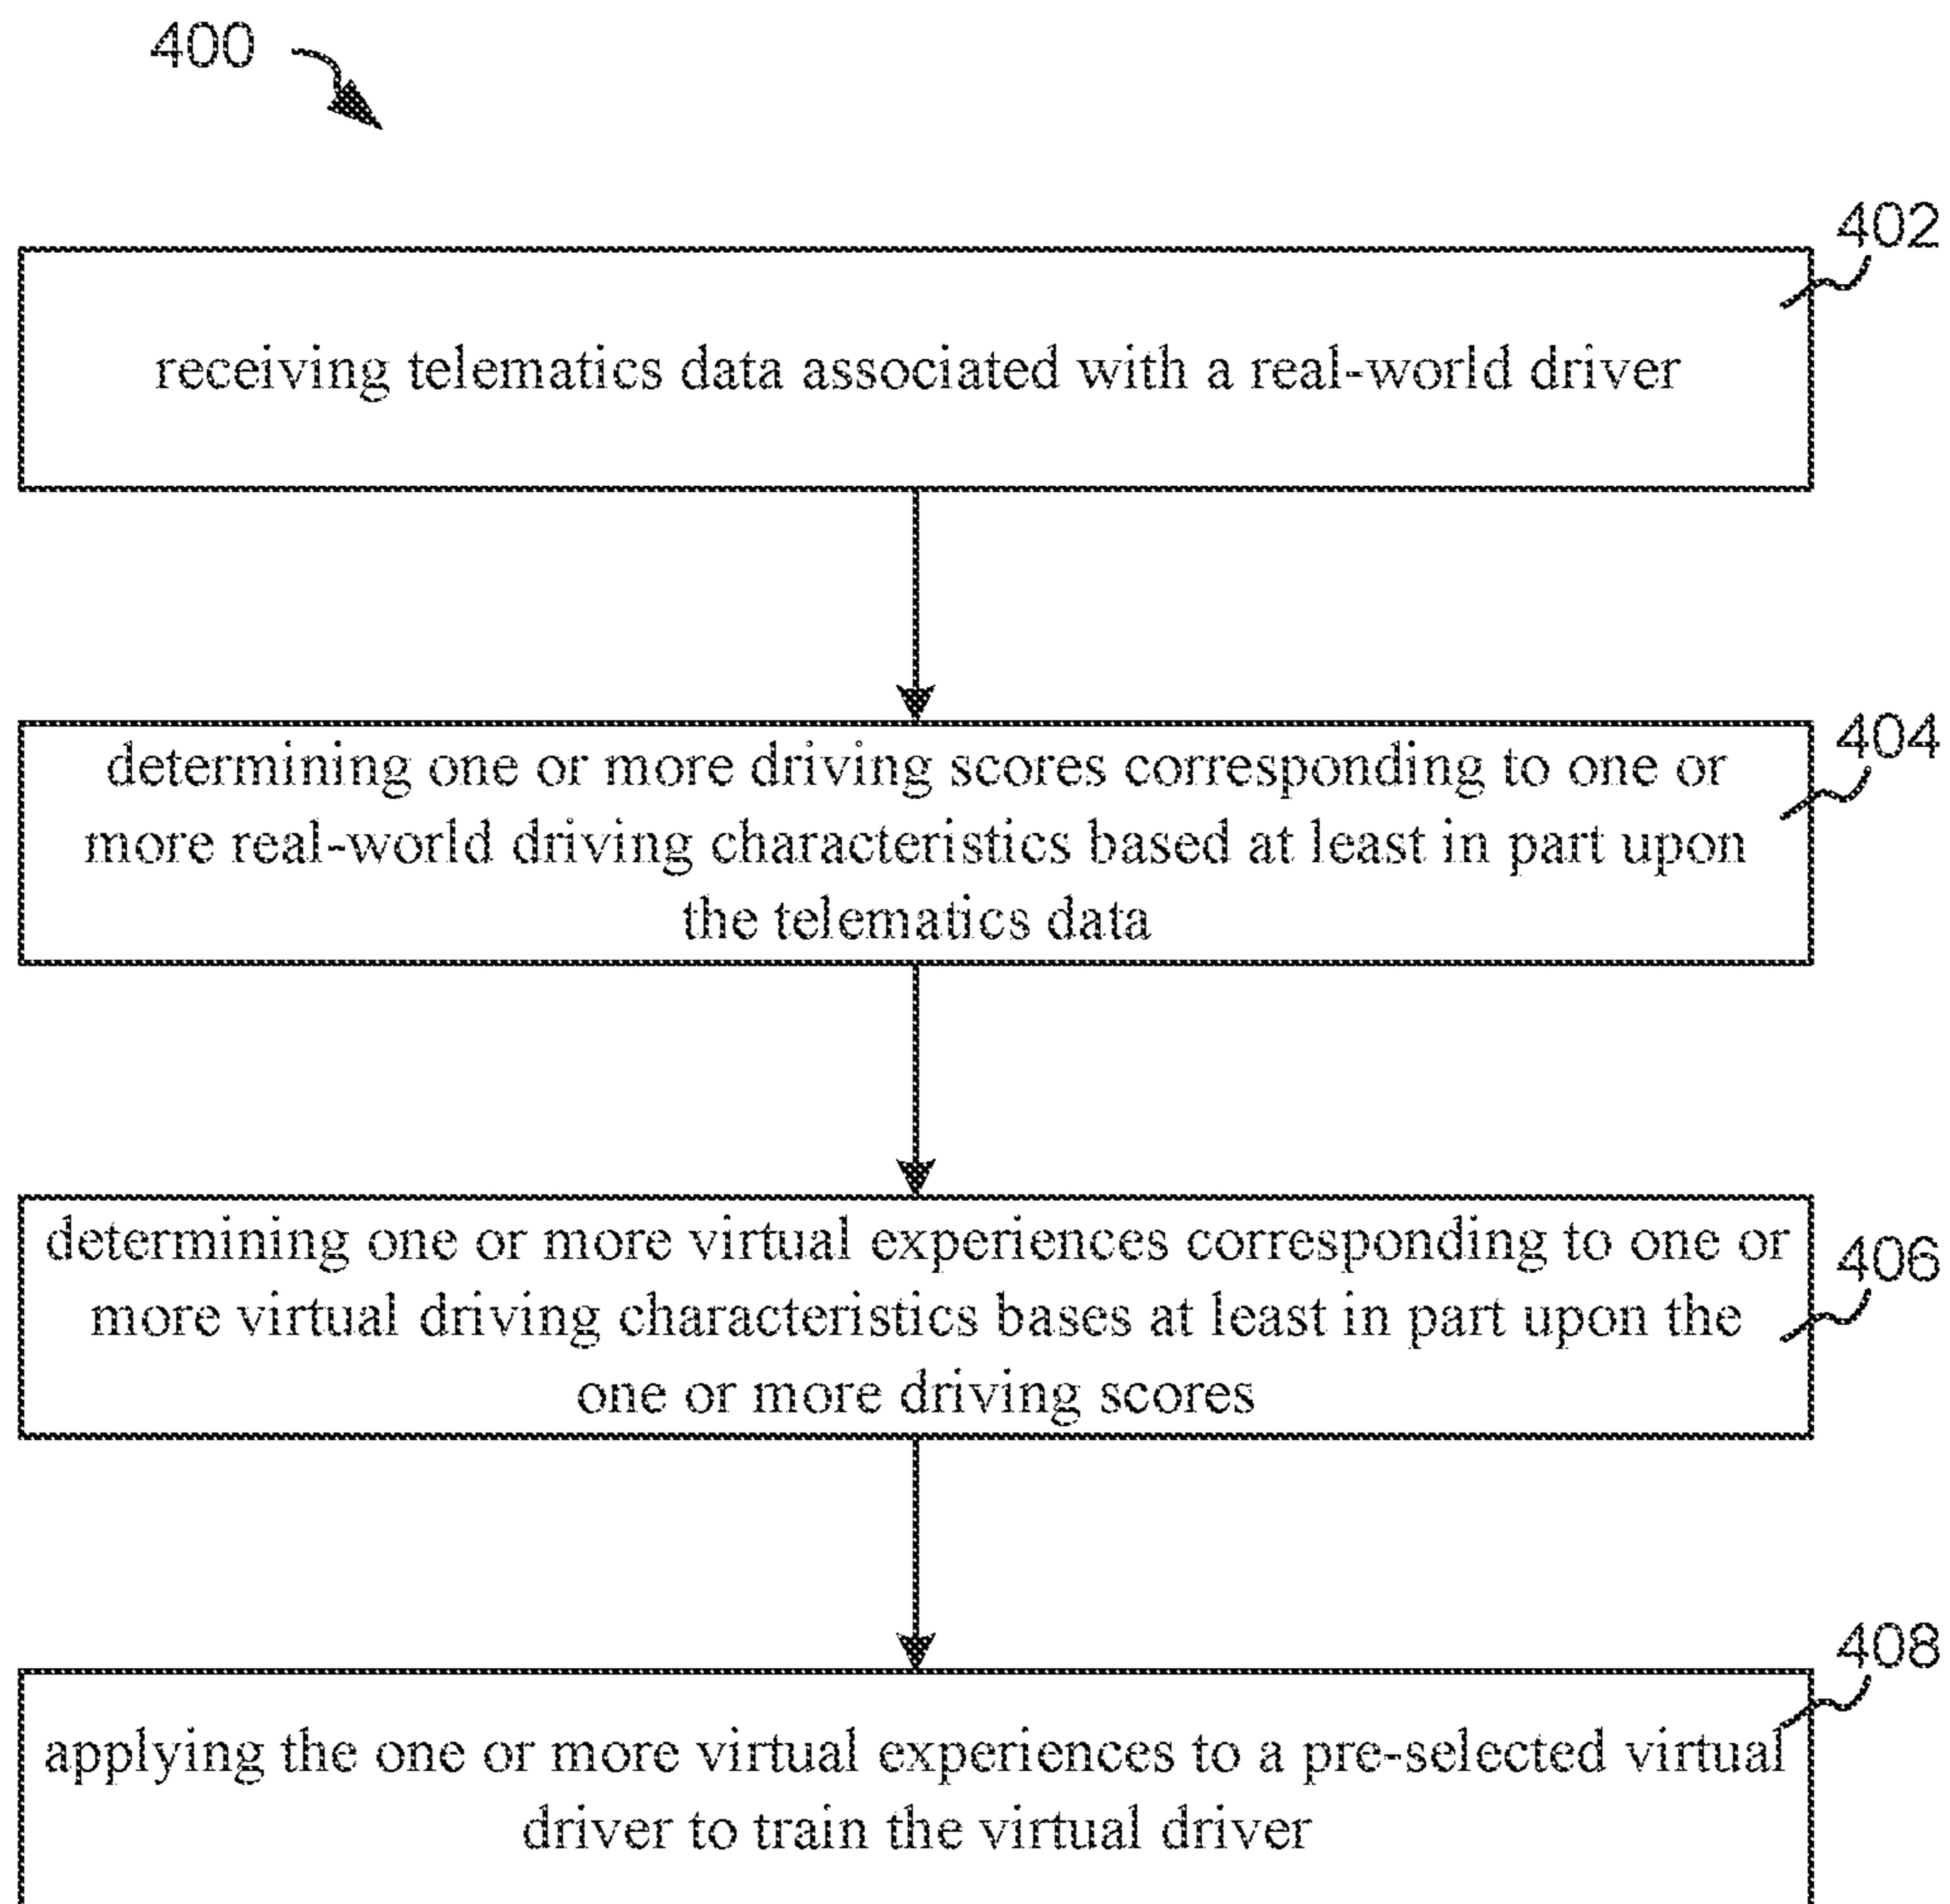 400
402
receiving telematics data associated with a real-world driver
404
determining one or more driving scores corresponding to one or
more real-world driving characteristics based at least in part upon
the telematics data
406
determining one or more virtual experiences corresponding to one or
more virtual driving characteristics bases at least in part upon the
one or more driving scores
408
applying the one or more virtual experiences to a pre-selected virtual
driver to train the virtual driver